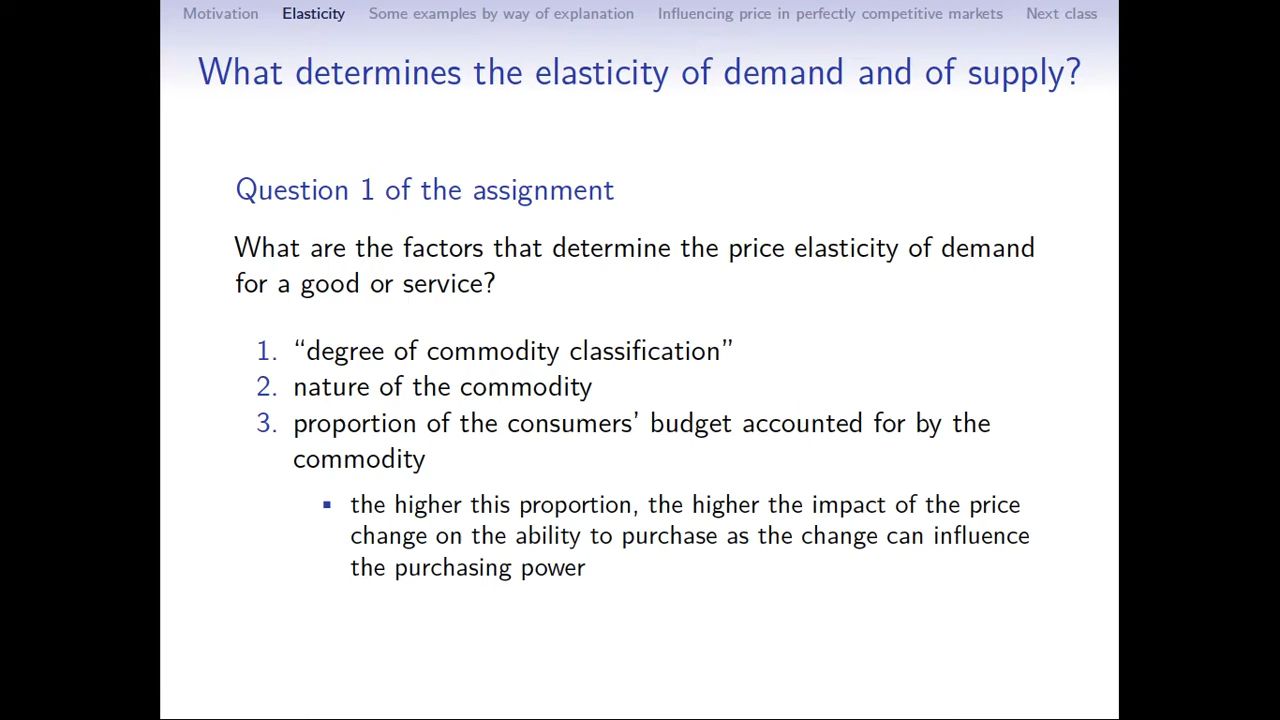 Motivation Elasticity Some examples by way of explanation Influencing price in perfectly competitive markets Next class
What determines the elasticity of demand and of supply?
Question 1 of the assignment
What are the factors that determine the price elasticity of demand
for a good or service?
1. “degree of commodity classification”
2. nature of the commodity
3. proportion of the consumers’ budget accounted for by the
commodity
▪ the higher this proportion, the higher the impact of the price
change on the ability to purchase as the change can influence
the purchasing power